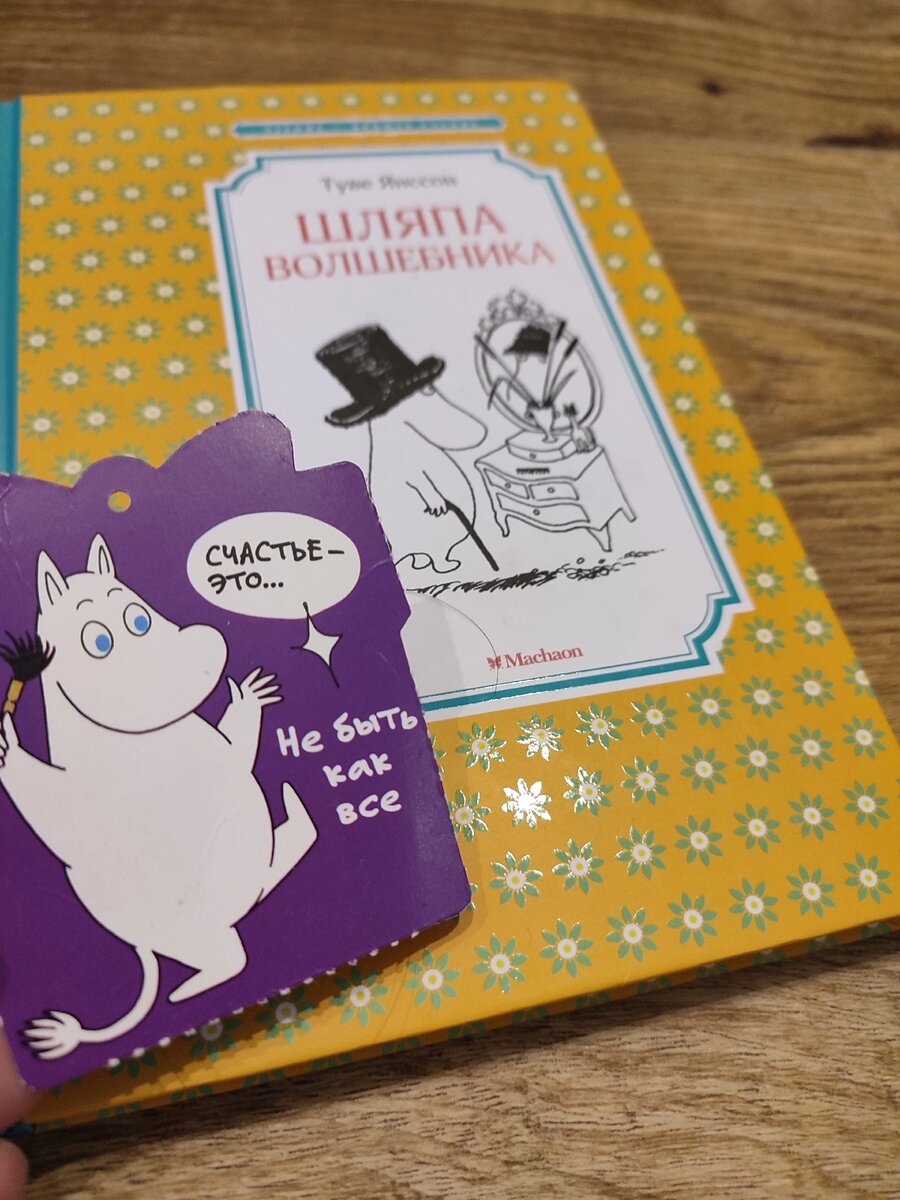 Туве Янссон
ШЛЯПА
ВОЛШЕБНИКА
Machaon
СЧАСТЬЕ –
ЭТО...
Не быть
как
все